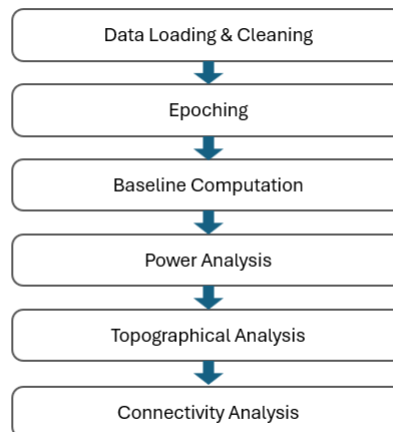 Data Loading & Cleaning
Epoching
Baseline Computation
Power Analysis
Topographical Analysis
Connectivity Analysis